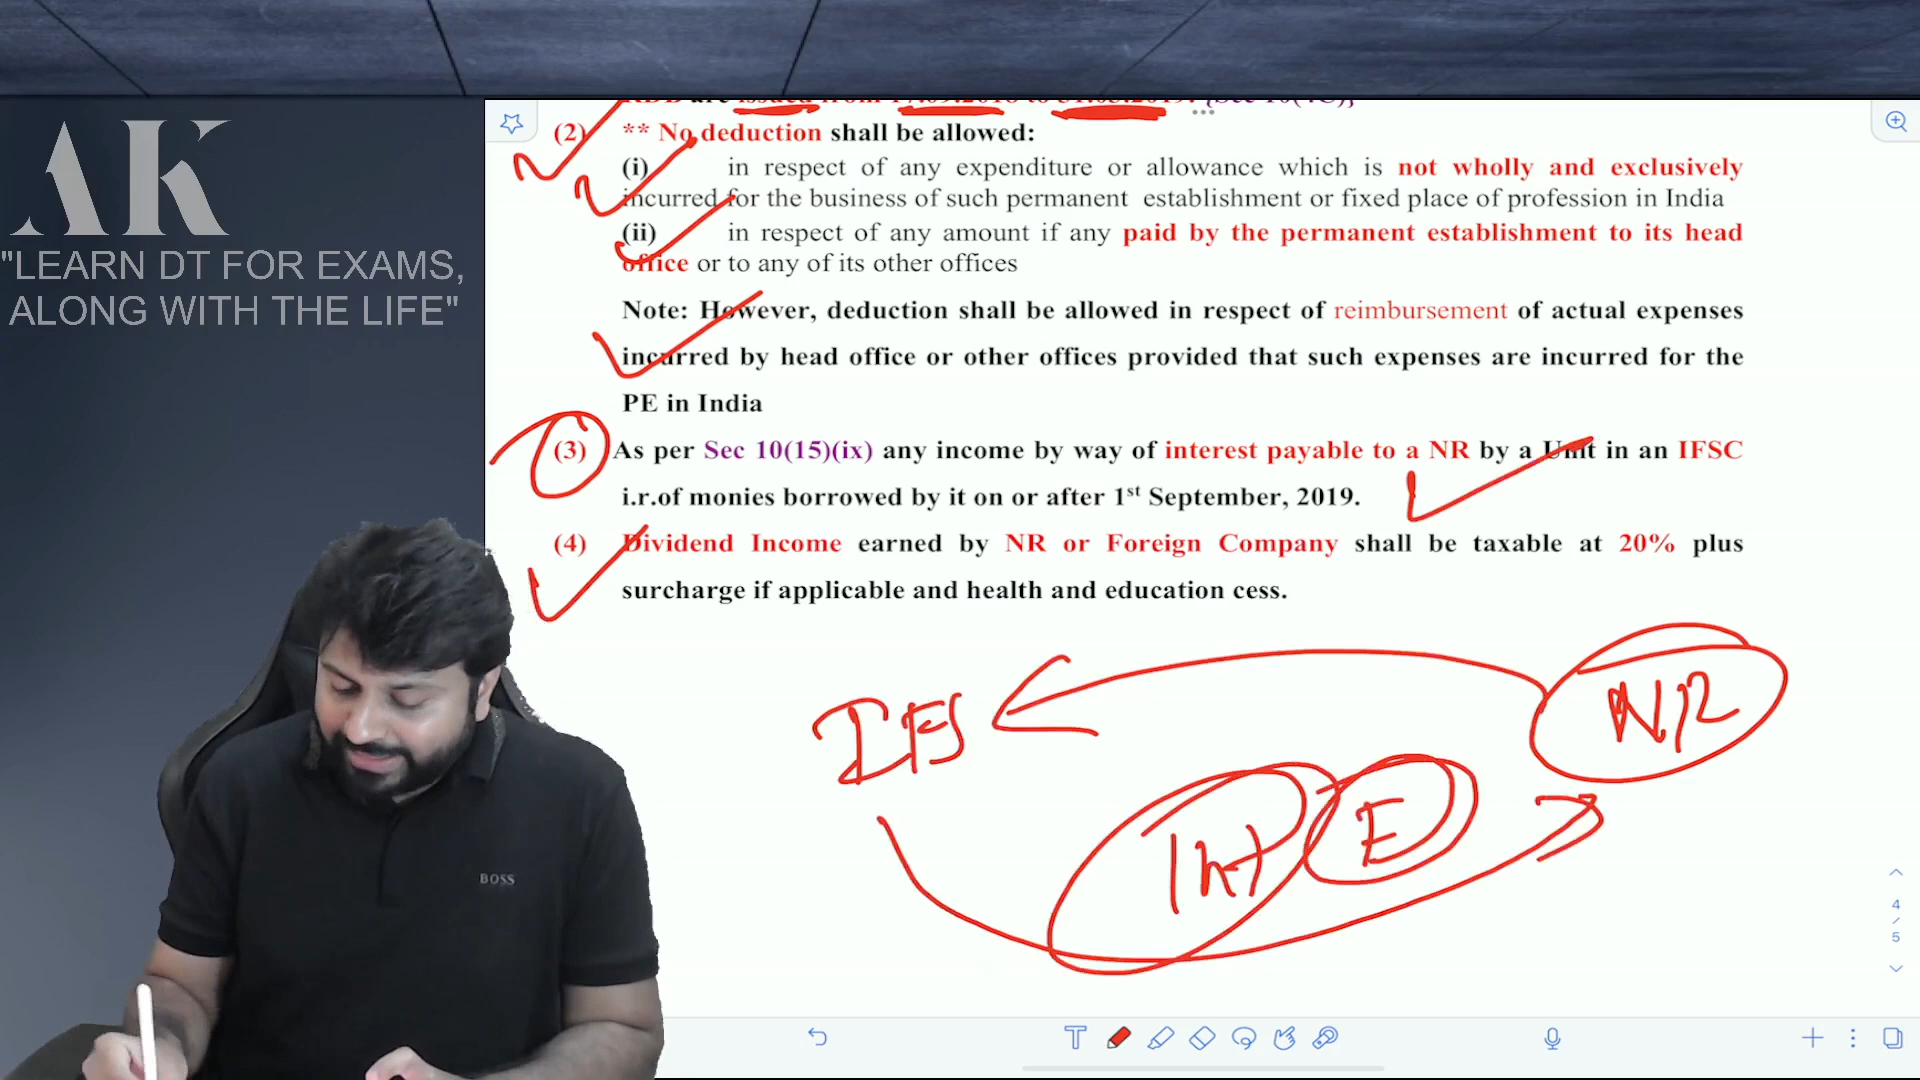 AK
"LEARN DT FOR EXAMS,
ALONG WITH THE LIFE"
(2) ** No deduction shall be allowed:
(i) in respect of any expenditure or allowance which is not wholly and exclusively
incurred for the business of such permanent establishment or fixed place of profession in India
(ii) in respect of any amount if any paid by the permanent establishment to its head
office or to any of its other offices
Note: However, deduction shall be allowed in respect of reimbursement of actual expenses
incurred by head office or other offices provided that such expenses are incurred for the
PE in India
(3) As per Sec 10(15)(ix) any income by way of interest payable to a NR by a Unit in an IFSC
i.r.of monies borrowed by it on or after 1st September, 2019.
(4) Dividend Income earned by NR or Foreign Company shall be taxable at 20% plus
surcharge if applicable and health and education cess.
NR
IFS
Int E
BOSS
4
/
5
T